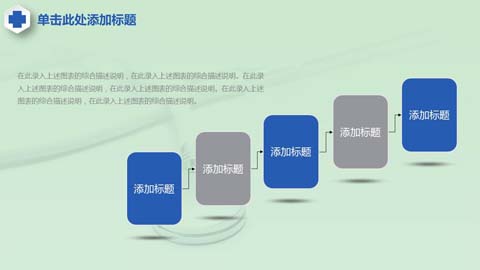 单击此处添加标题
在此录入上述图表的综合描述说明，在此录入上述图表的综合描述说明。在此录
入上述图表的综合描述说明，在此录入上述图表的综合描述说明。在此录入上述
图表的综合描述说明，在此录入上述图表的综合描述说明。
添加标题
添加标题
添加标题
添加标题
添加标题